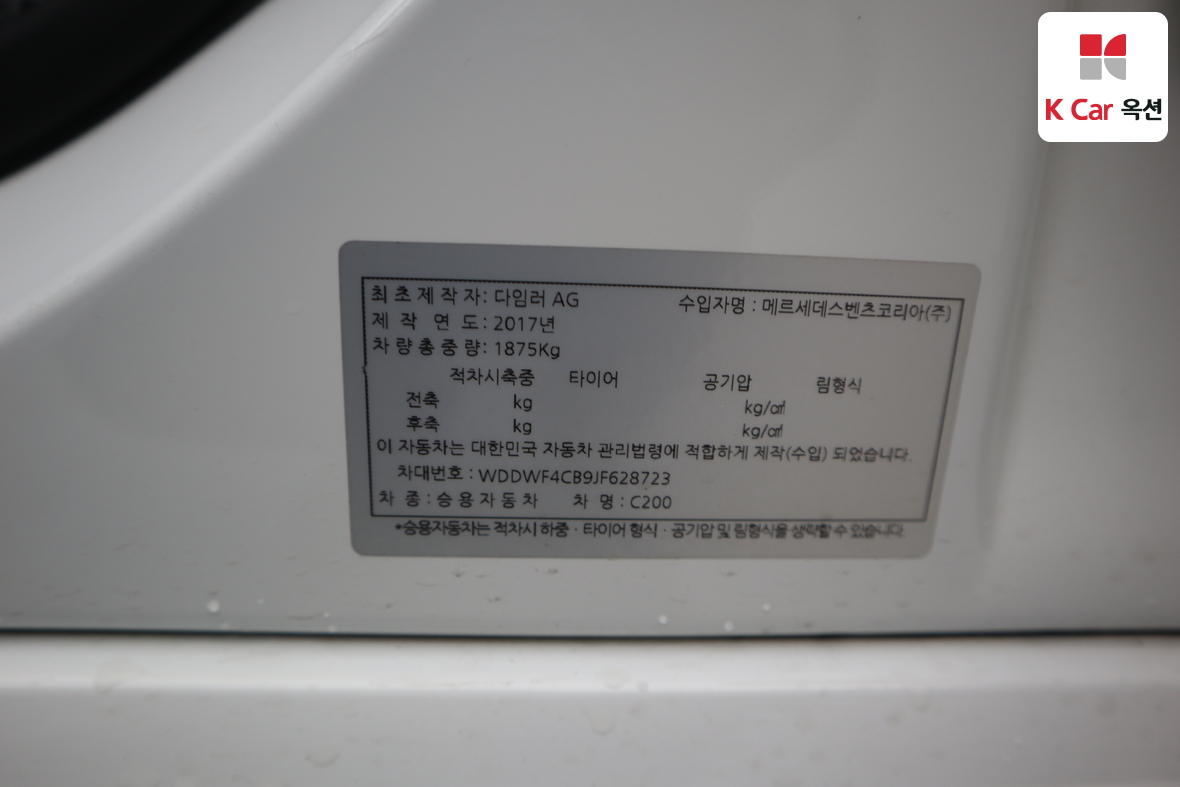 K Car 옥션
최초제작자: 다임러 AG 수입자명 : 메르세데스벤츠코리아(주)
제작 연도: 2017년
차량총중량: 1875Kg
적차시축중 타이어 공기압 림형식
전축 kg kg/㎠
후축 kg kg/㎠
이 자동차는 대한민국 자동차 관리법령에 적합하게 제작(수입) 되었습니다.
차대번호 : WDDWF4CB9JF628723
차 종 : 승용자동차 차 명 : C200
*승용자동차는 적차시 하중 · 타이어 형식 · 공기압 및 림형식을 생략할 수 있습니다.